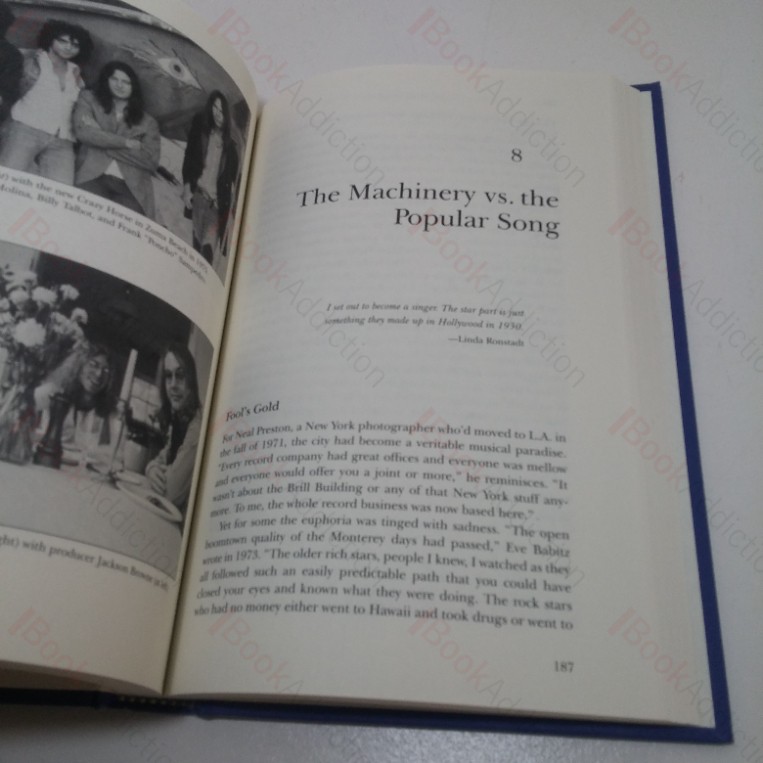 t) with the new Crazy Horse in Zuma Beach in 1975.
Molina, Billy Talbot, and Frank "Poncho" Sampedro.
ght) with producer Jackson Browne in
8
The Machinery vs. the
Popular Song
I set out to become a singer. The star part is just
something they made up in Hollywood in 1930.
—Linda Ronstadt
Fool's Gold
For Neal Preston, a New York photographer who'd moved to L.A. in
the fall of 1971, the city had become a veritable musical paradise.
"Every record company had great offices and everyone was mellow
and everyone would offer you a joint or more," he reminisces. "It
wasn't about the Brill Building or any of that New York stuff any-
more. To me, the whole record business was now based here."
Yet for some the euphoria was tinged with sadness. "The open
boomtown quality of the Monterey days had passed," Eve Babitz
wrote in 1973. "The older rich stars, people I knew, I watched as they
all followed such an easily predictable path that you could have
closed your eyes and known what they were doing. The rock stars
who had no money either went to Hawaii and took drugs or went to
187
BookAddiction